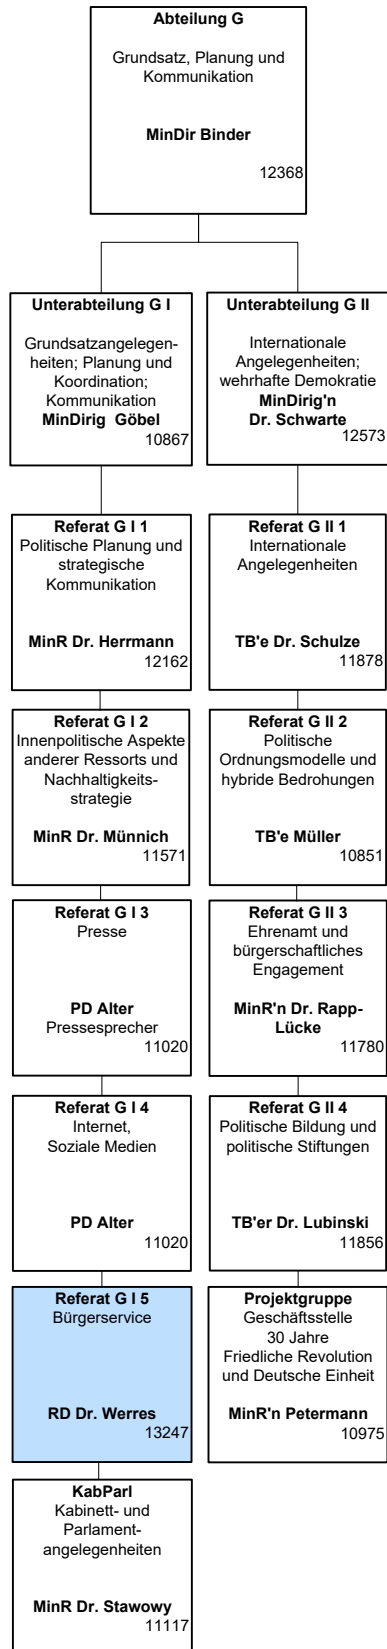 Abteilung G
Grundsatz, Planung und
Kommunikation
MinDir Binder
12368
Unterabteilung G I
Grundsatzangelegen-
heiten; Planung und
Koordination;
Kommunikation
MinDirig Göbel
10867
Referat G I 1
Politische Planung und
strategische
Kommunikation
MinR Dr. Herrmann
12162
Referat G I 2
Innenpolitische Aspekte
anderer Ressorts und
Nachhaltigkeits-
strategie
MinR Dr. Münnich
11571
Referat G I 3
Presse
PD Alter
Pressesprecher
11020
Referat G I 4
Internet,
Soziale Medien
PD Alter
11020
Referat G I 5
Bürgerservice
RD Dr. Werres
13247
KabParl
Kabinett- und
Parlament-
angelegenheiten
MinR Dr. Stawowy
11117
Unterabteilung G II
Internationale
Angelegenheiten;
wehrhafte Demokratie
MinDirig'n
Dr. Schwarte
12573
Referat G II 1
Internationale
Angelegenheiten
TB'e Dr. Schulze
11878
Referat G II 2
Politische
Ordnungsmodelle und
hybride Bedrohungen
TB'e Müller
10851
Referat G II 3
Ehrenamt und
bürgerschaftliches
Engagement
MinR'n Dr. Rapp-
Lücke
11780
Referat G II 4
Politische Bildung und
politische Stiftungen
TB'er Dr. Lubinski
11856
Projektgruppe
Geschäftsstelle
30 Jahre
Friedliche Revolution
und Deutsche Einheit
MinR'n Petermann
10975